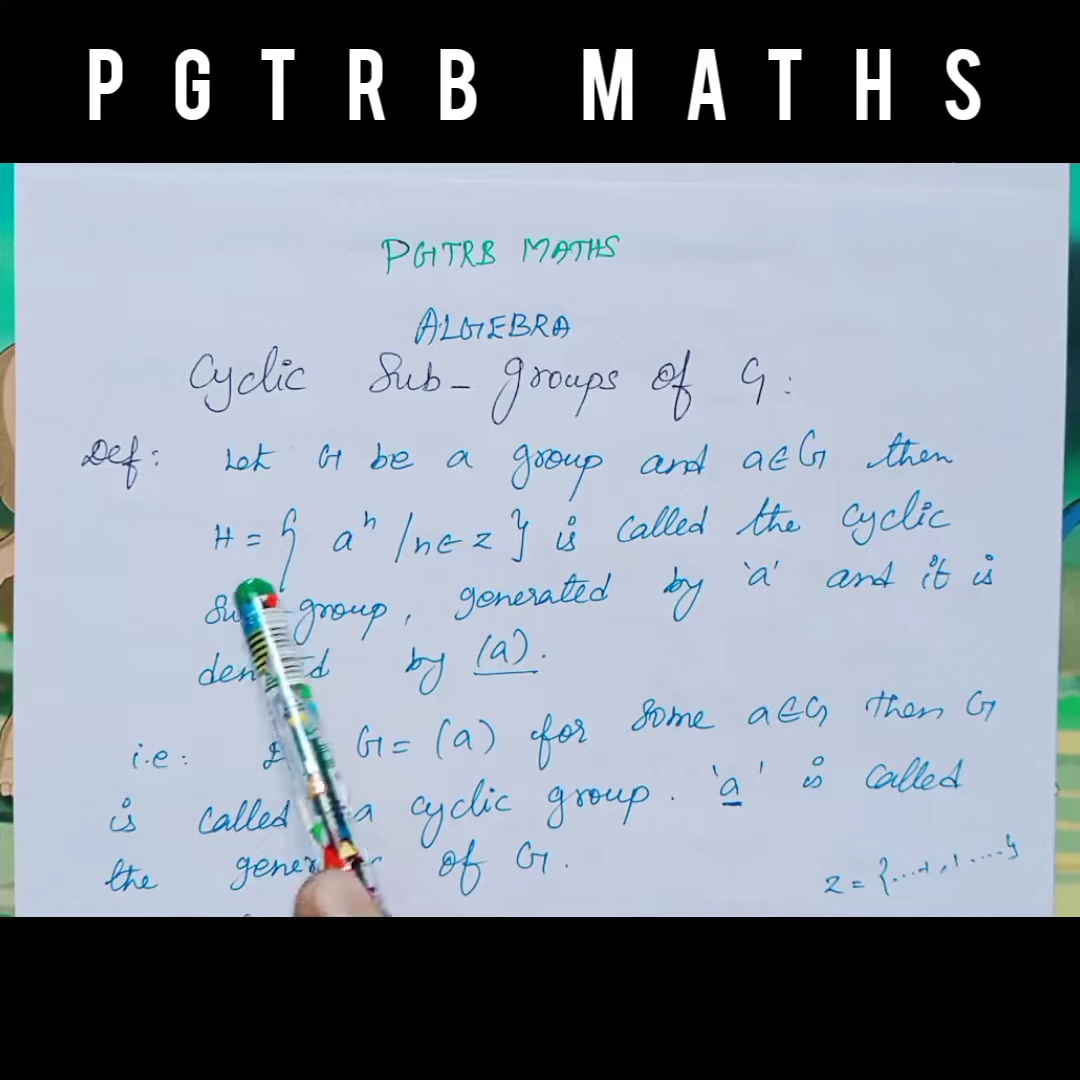 PGTRB MATHS
PGTRB MATHS
ALGEBRA
Cyclic Sub-groups of G:
Def: Let G be a group and a∈G then
H = { aⁿ /n∈z } is called the cyclic
group, generated by 'a' and it is
by (a).
i.e: G = (a) for some a∈G then G
is called a cyclic group. 'a' is called
the of G.
z = {...-1, 1 ....}